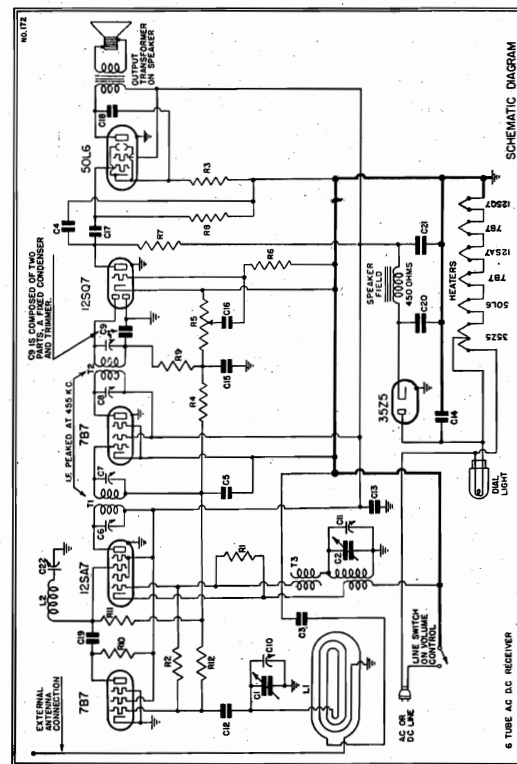 NO. 172
EXTERNAL
ANTENNA
CONNECTION
L2
C22
I.F. PEAKED AT 455 K.C.
C9 IS COMPOSED OF TWO
PARTS, A FIXED CONDENSER
AND TRIMMER.
7B7
C19
R10
R11
12SA7
C6
T1
C7
7B7
C8
T2
C9
12SQ7
C4
C17
50L6
C18
OUTPUT
TRANSFORMER
ON SPEAKER
R2
R12
R1
R4
R9
R5
C16
C15
C5
R6
R7
R8
R3
C12
C1
C10
L1
C3
T3
C2
C11
C13
C14
35Z5
SPEAKER
FIELD
450 OHMS
C20
C21
HEATERS
35Z5
50L6
7B7
12SA7
7B7
12SQ7
DIAL
LIGHT
LINE SWITCH
ON VOLUME
CONTROL
AC OR
DC LINE
6 TUBE AC D.C RECEIVER
SCHEMATIC DIAGRAM